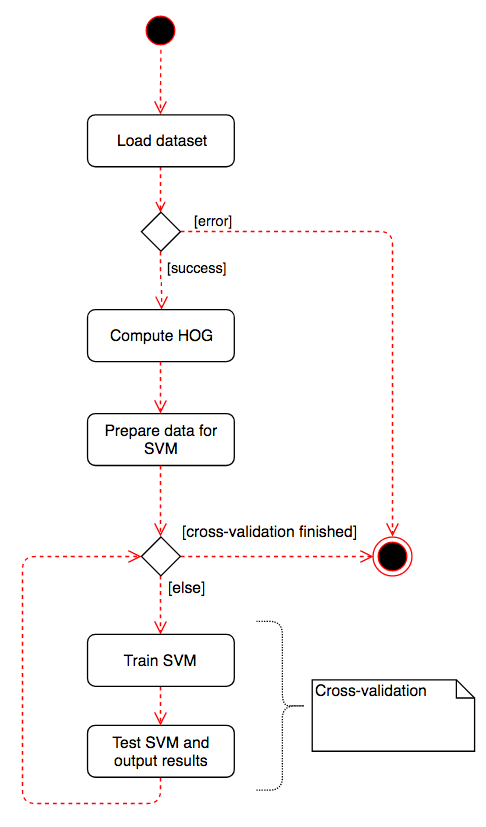 Load dataset
[error]
[success]
Compute HOG
Prepare data for
SVM
[cross-validation finished]
[else]
Train SVM
Cross-validation
Test SVM and
output results